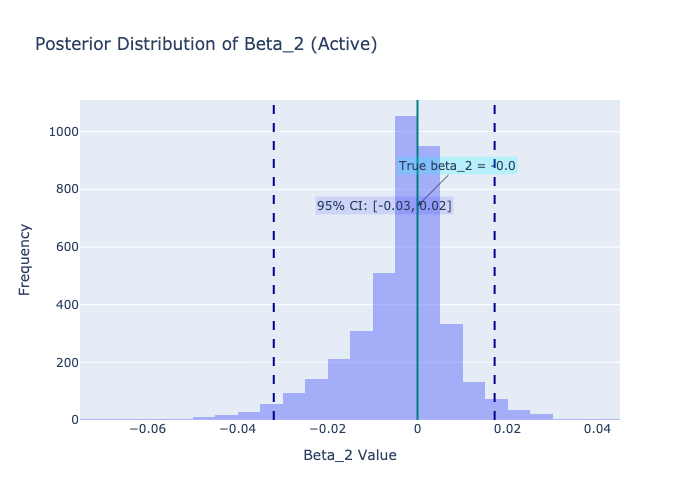 Posterior Distribution of Beta_2 (Active)
1000
800
600
400
200
0
Frequency
True beta_2 = -0.0
95% CI: [-0.03, 0.02]
−0.06
−0.04
−0.02
0
0.02
0.04
Beta_2 Value